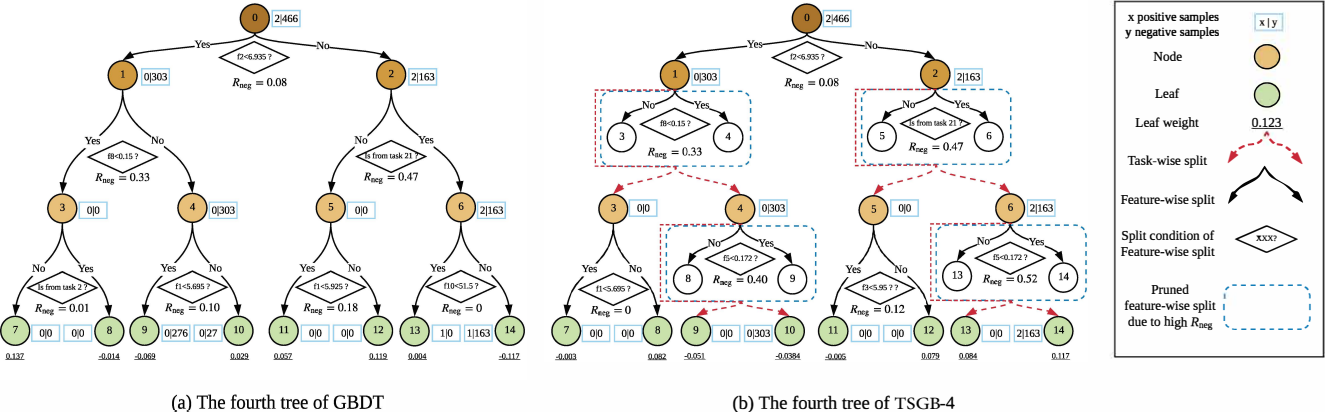 0
2|466
Yes
No
f2<6.935 ?
R_neg = 0.08
1
0|303
2
2|163
Yes
No
f8<0.15 ?
R_neg = 0.33
No
Yes
Is from task 21 ?
R_neg = 0.47
3
0|0
4
0|303
5
0|0
6
2|163
No
Yes
Is from task 2 ?
R_neg = 0.01
Yes
No
f1<5.695 ?
R_neg = 0.10
Yes
No
f1<5.925 ?
R_neg = 0.18
Yes
No
f10<51.5 ?
R_neg = 0
7
0|0
0|0
8
9
0|276
0|27
10
11
0|0
0|0
12
13
1|0
1|163
14
0.137
-0.014
-0.069
0.029
0.057
0.119
0.004
-0.117
(a) The fourth tree of GBDT
0
2|466
Yes
No
f2<6.935 ?
R_neg = 0.08
1
0|303
2
2|163
No
Yes
3
f8<0.15 ?
4
R_neg = 0.33
No
Yes
5
Is from task 21 ?
6
R_neg = 0.47
3
0|0
4
0|303
5
0|0
6
2|163
Yes
No
f1<5.695 ?
R_neg = 0
No
Yes
8
f5<0.172 ?
9
R_neg = 0.40
Yes
No
f3<5.95 ? ?
R_neg = 0.12
No
Yes
13
f5<0.172 ?
14
R_neg = 0.52
7
0|0
0|0
8
9
0|0
0|303
10
11
0|0
0|0
12
13
0|0
2|163
14
-0.003
0.082
-0.051
-0.0384
-0.005
0.079
0.084
0.117
(b) The fourth tree of TSGB-4
x positive samples
y negative samples
x | y
Node
Leaf
Leaf weight
0.123
Task-wise split
Feature-wise split
Split condition of
Feature-wise split
XXX?
Pruned
feature-wise split
due to high R_neg